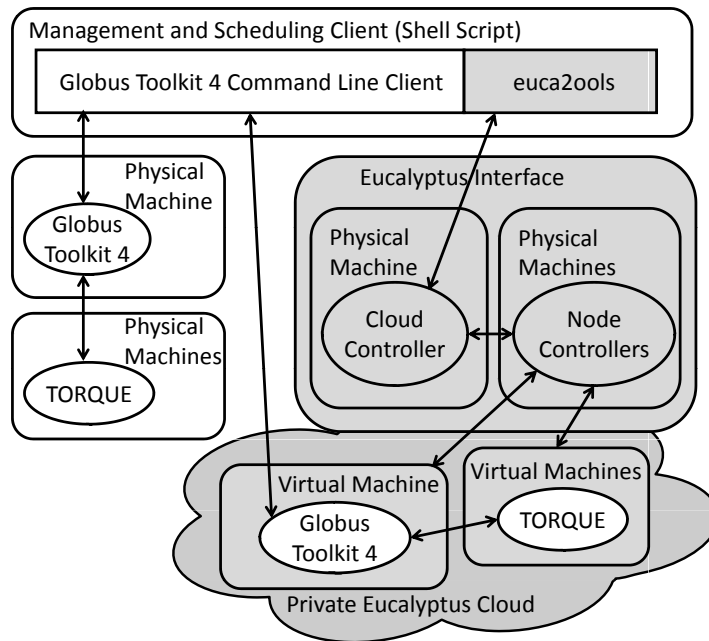 Management and Scheduling Client (Shell Script)
Globus Toolkit 4 Command Line Client
euca2ools
Physical
Machine
Globus
Toolkit 4
Physical
Machines
TORQUE
Eucalyptus Interface
Physical
Machine
Cloud
Controller
Physical
Machines
Node
Controllers
Virtual Machine
Globus
Toolkit 4
Virtual Machines
TORQUE
Private Eucalyptus Cloud